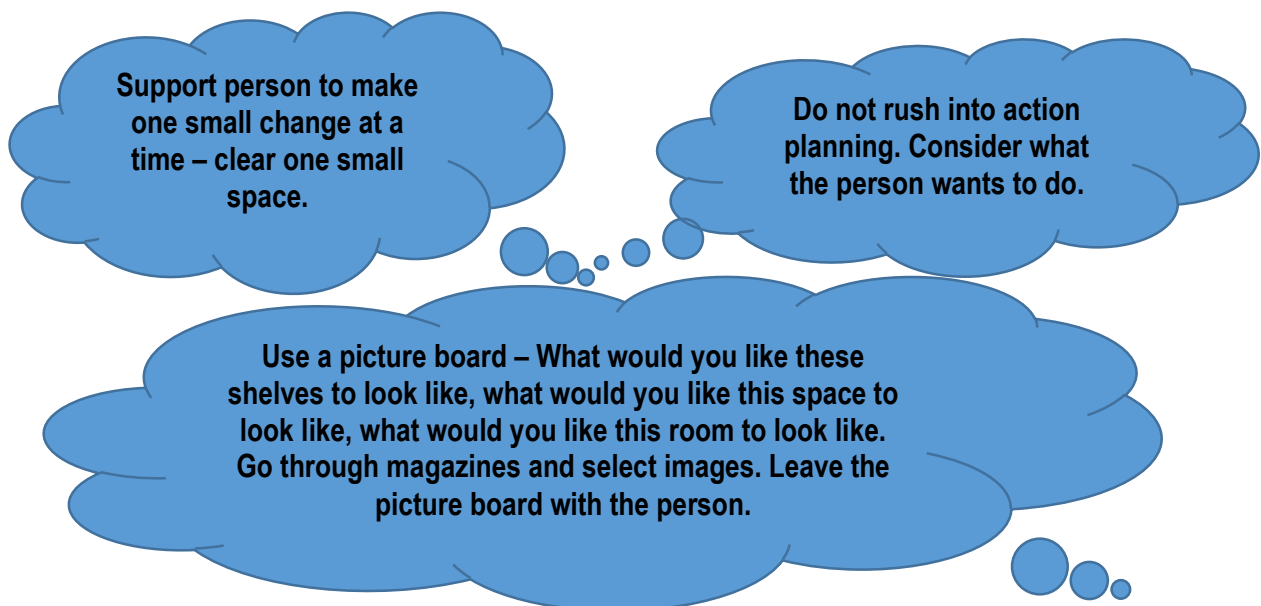 Support person to make
one small change at a
time – clear one small
space.
Do not rush into action
planning. Consider what
the person wants to do.
Use a picture board – What would you like these
shelves to look like, what would you like this space to
look like, what would you like this room to look like.
Go through magazines and select images. Leave the
picture board with the person.